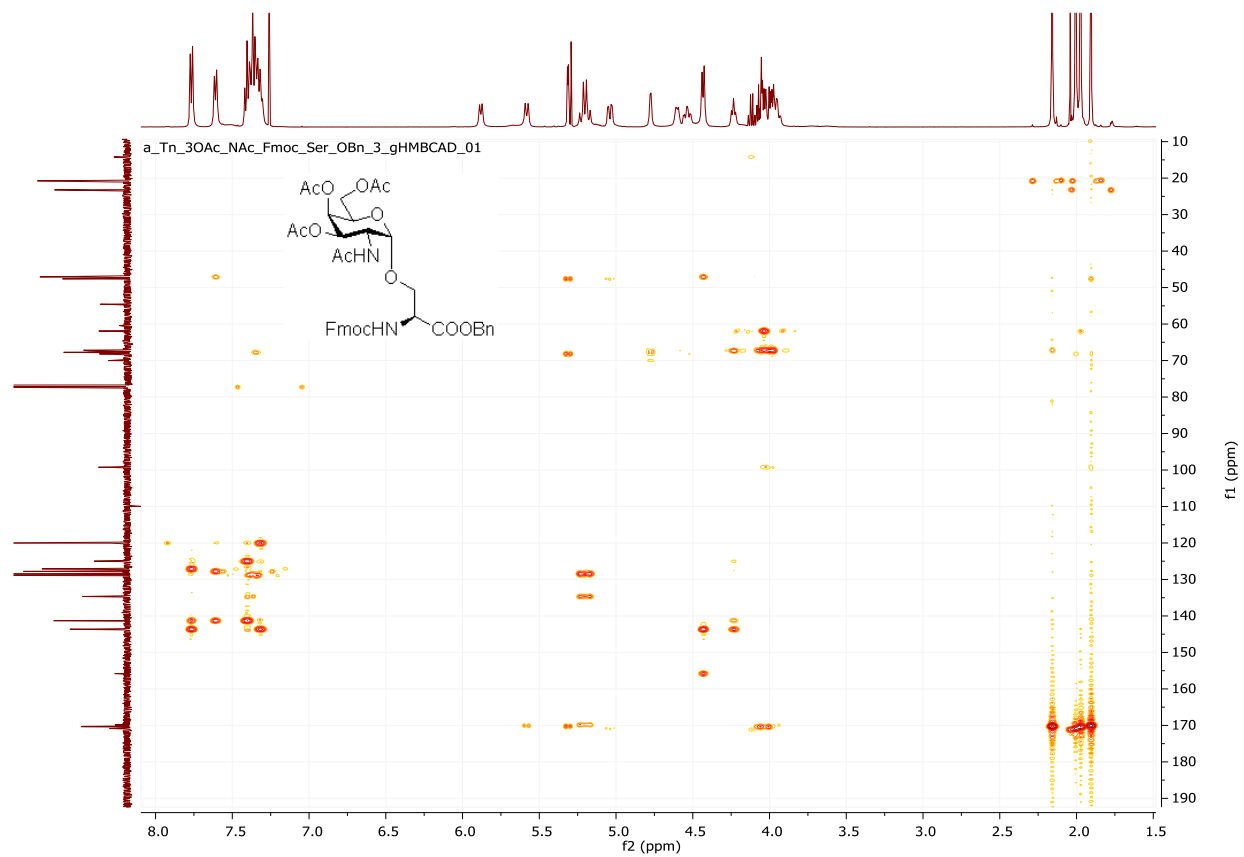 a_Tn_3OAc_NAc_Fmoc_Ser_OBn_3_gHMBCAD_01
AcO
OAc
O
AcO
AcHN
O
FmocHN
COOBn
10
20
30
40
50
60
70
80
90
100
110
120
130
140
150
160
170
180
190
f1 (ppm)
8.0 7.5 7.0 6.5 6.0 5.5 5.0 4.5 4.0 3.5 3.0 2.5 2.0 1.5
f2 (ppm)